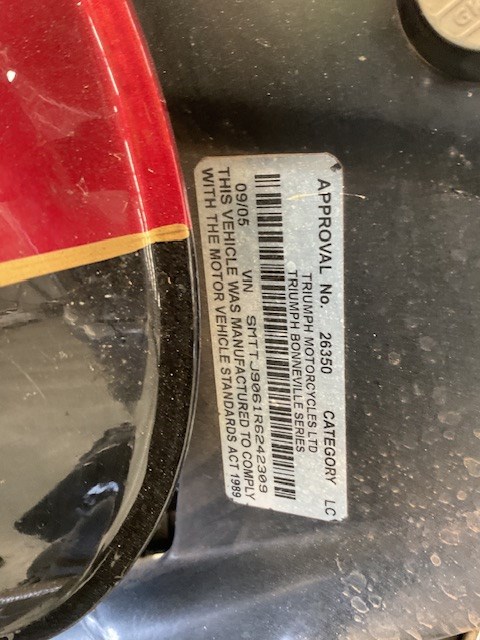 APPROVAL No. 26350 CATEGORY LC
TRIUMPH MOTORCYCLES LTD
TRIUMPH BONNEVILLE SERIES
09/05 VIN SMTTJ9061R6242309
THIS VEHICLE WAS MANUFACTURED TO COMPLY
WITH THE MOTOR VEHICLE STANDARDS ACT 1989